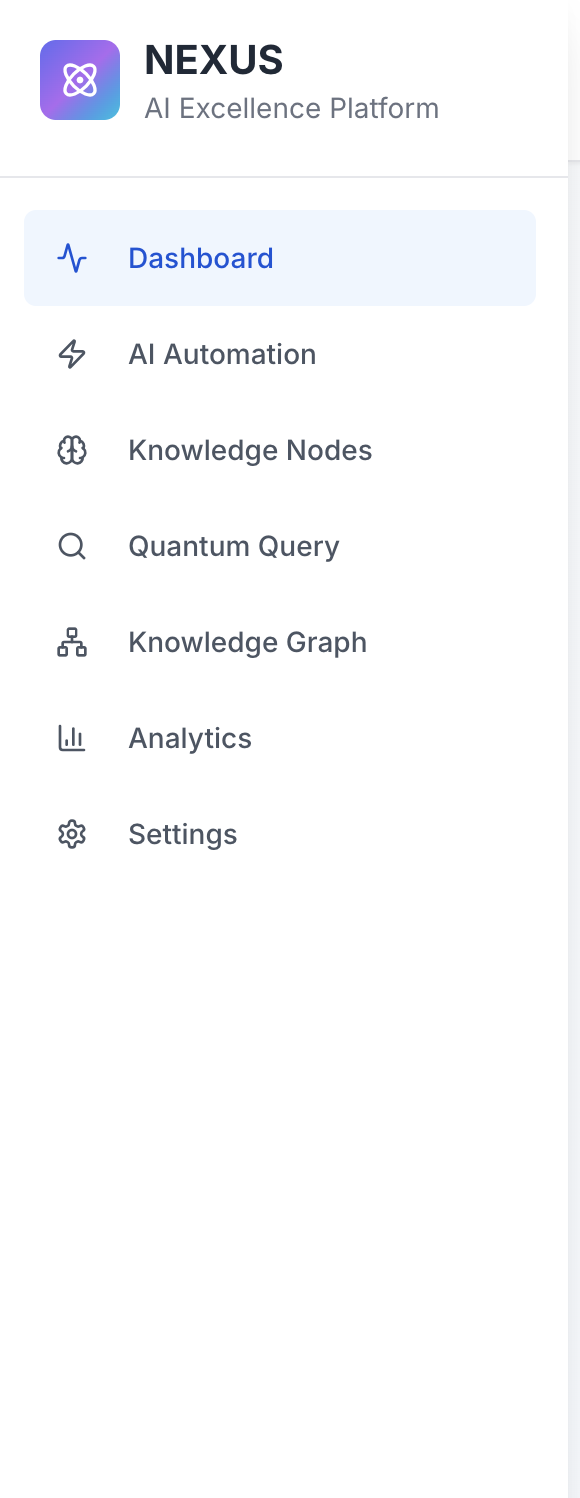 NEXUS
AI Excellence Platform
Dashboard
AI Automation
Knowledge Nodes
Quantum Query
Knowledge Graph
Analytics
Settings